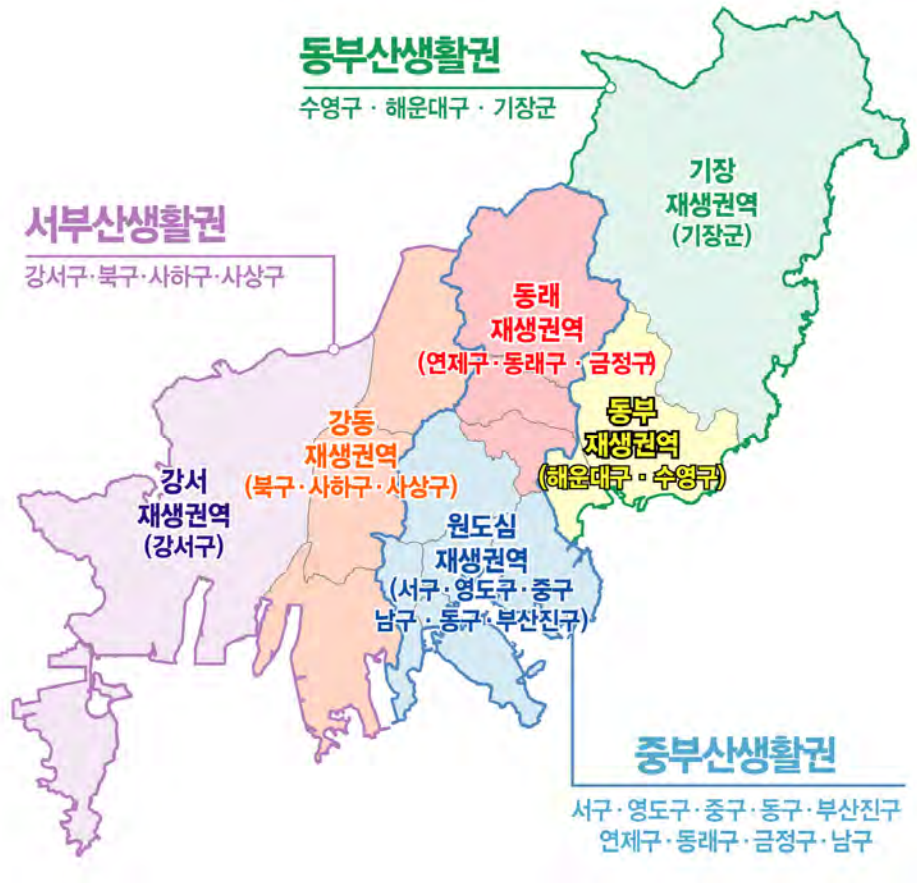 동부산생활권
수영구 · 해운대구 · 기장군
기장
재생권역
(기장군)
서부산생활권
강서구·북구·사하구·사상구
동래
재생권역
(연제구·동래구 · 금정구)
동부
재생권역
(해운대구 · 수영구)
강동
재생권역
(북구·사하구·사상구)
강서
재생권역
(강서구)
원도심
재생권역
(서구·영도구·중구
남구 · 동구·부산진구)
중부산생활권
서구·영도구·중구·동구·부산진구
연제구·동래구·금정구·남구